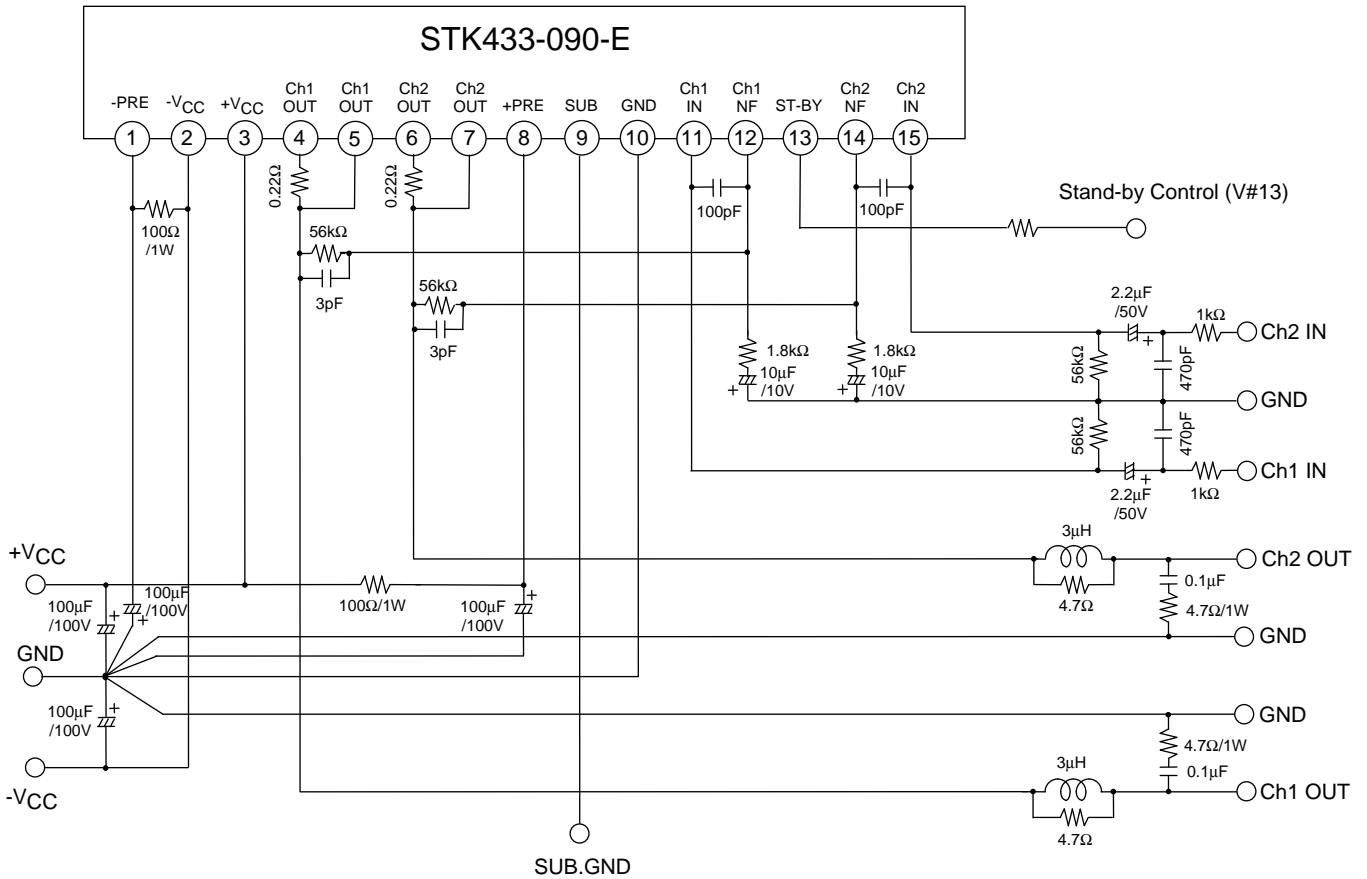 STK433-090-E
-PRE
-VCC
+VCC
Ch1
OUT
Ch1
OUT
Ch2
OUT
Ch2
OUT
+PRE
SUB
GND
Ch1
IN
Ch1
NF
ST-BY
Ch2
NF
Ch2
IN
1
2
3
4
5
6
7
8
9
10
11
12
13
14
15
0.22Ω
0.22Ω
100pF
100pF
Stand-by Control (V#13)
100Ω
/1W
56kΩ
3pF
56kΩ
3pF
2.2µF
/50V
+
1kΩ
Ch2 IN
1.8kΩ
10µF
/10V
+
1.8kΩ
10µF
/10V
+
56kΩ
470pF
GND
56kΩ
470pF
+
2.2µF
/50V
1kΩ
Ch1 IN
3µH
4.7Ω
Ch2 OUT
0.1µF
4.7Ω/1W
GND
+VCC
100µF
/100V
+
100µF
/100V
+
100Ω/1W
100µF
/100V
+
GND
100µF
/100V
+
-VCC
GND
4.7Ω/1W
0.1µF
3µH
4.7Ω
Ch1 OUT
SUB.GND